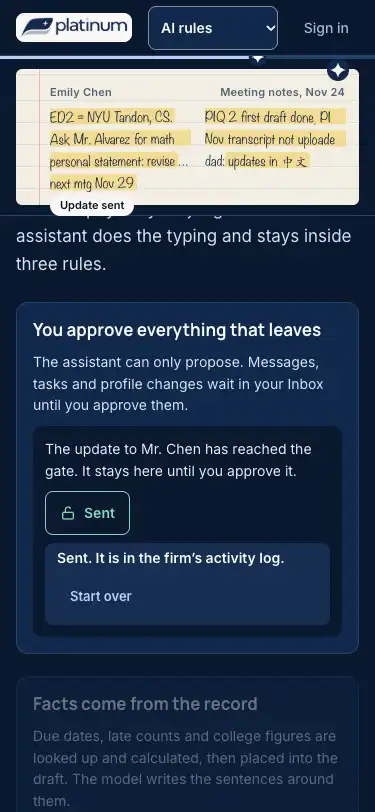 platinum
AI rules
Sign in
Emily Chen
Meeting notes, Nov 24
ED2 = NYU Tandon, CS.
Ask Mr. Alvarez for math
personal statement: revise ...
next mtg Nov 29
PIQ 2 first draft done, PI
Nov transcript not uploade
dad: updates in 中文
Update sent
assistant does the typing and stays inside
three rules.
You approve everything that leaves
The assistant can only propose. Messages,
tasks and profile changes wait in your Inbox
until you approve them.
The update to Mr. Chen has reached the
gate. It stays here until you approve it.
Sent
Sent. It is in the firm’s activity log.
Start over
Facts come from the record
Due dates, late counts and college figures are
looked up and calculated, then placed into the
draft. The model writes the sentences around
them.